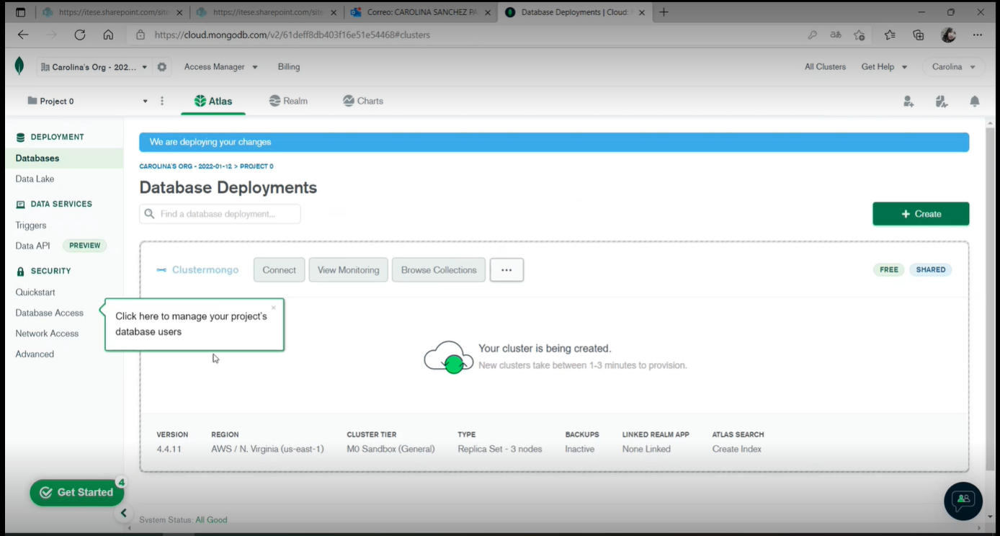 https://itese.sharepoint.com/site
https://itese.sharepoint.com/site
Correo: CAROLINA SANCHEZ PA
Database Deployments | Cloud:
https://cloud.mongodb.com/v2/61deff8db403f16e51e54468#clusters
Carolina's Org - 202...
Access Manager
Billing
All Clusters
Get Help
Carolina
Project 0
Atlas
Realm
Charts
DEPLOYMENT
Databases
Data Lake
DATA SERVICES
Triggers
Data API PREVIEW
SECURITY
Quickstart
Database Access
Network Access
Advanced
Click here to manage your project's
database users
We are deploying your changes
CAROLINA'S ORG - 2022-01-12 > PROJECT 0
Database Deployments
Find a database deployment...
+ Create
Clustermongo
Connect
View Monitoring
Browse Collections
...
FREE
SHARED
Your cluster is being created.
New clusters take between 1-3 minutes to provision.
VERSION REGION CLUSTER TIER TYPE BACKUPS LINKED REALM APP ATLAS SEARCH
4.4.11 AWS / N. Virginia (us-east-1) M0 Sandbox (General) Replica Set - 3 nodes Inactive None Linked Create Index
Get Started
4
System Status: All Good